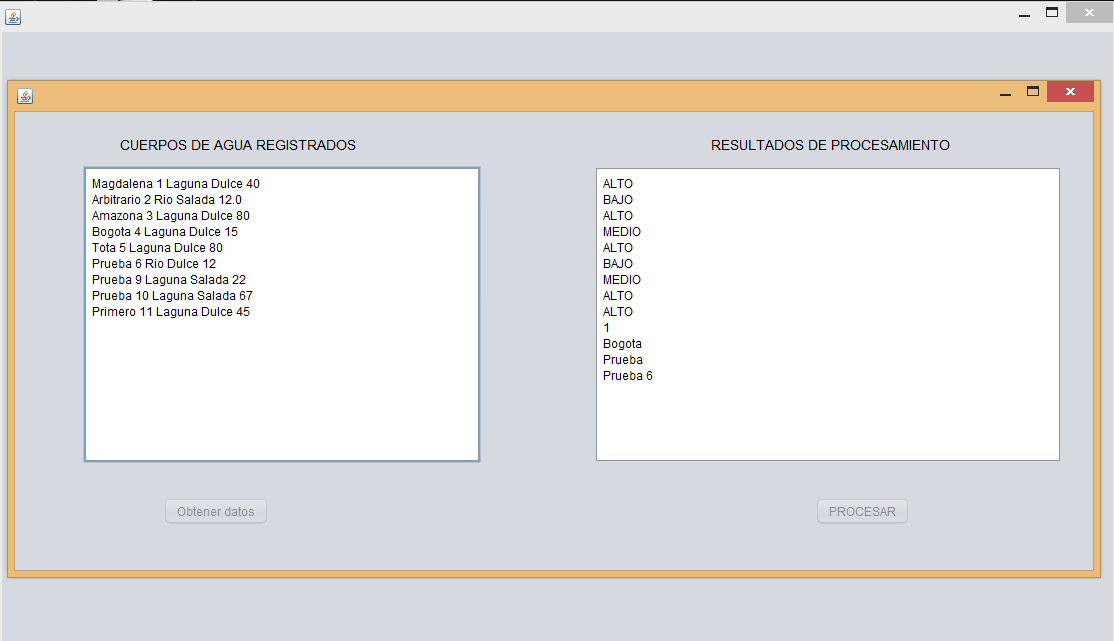 CUERPOS DE AGUA REGISTRADOS
Magdalena 1 Laguna Dulce 40
Arbitrario 2 Rio Salada 12.0
Amazona 3 Laguna Dulce 80
Bogota 4 Laguna Dulce 15
Tota 5 Laguna Dulce 80
Prueba 6 Rio Dulce 12
Prueba 9 Laguna Salada 22
Prueba 10 Laguna Salada 67
Primero 11 Laguna Dulce 45
Obtener datos
RESULTADOS DE PROCESAMIENTO
ALTO
BAJO
ALTO
MEDIO
ALTO
BAJO
MEDIO
ALTO
ALTO
1
Bogota
Prueba
Prueba 6
PROCESAR